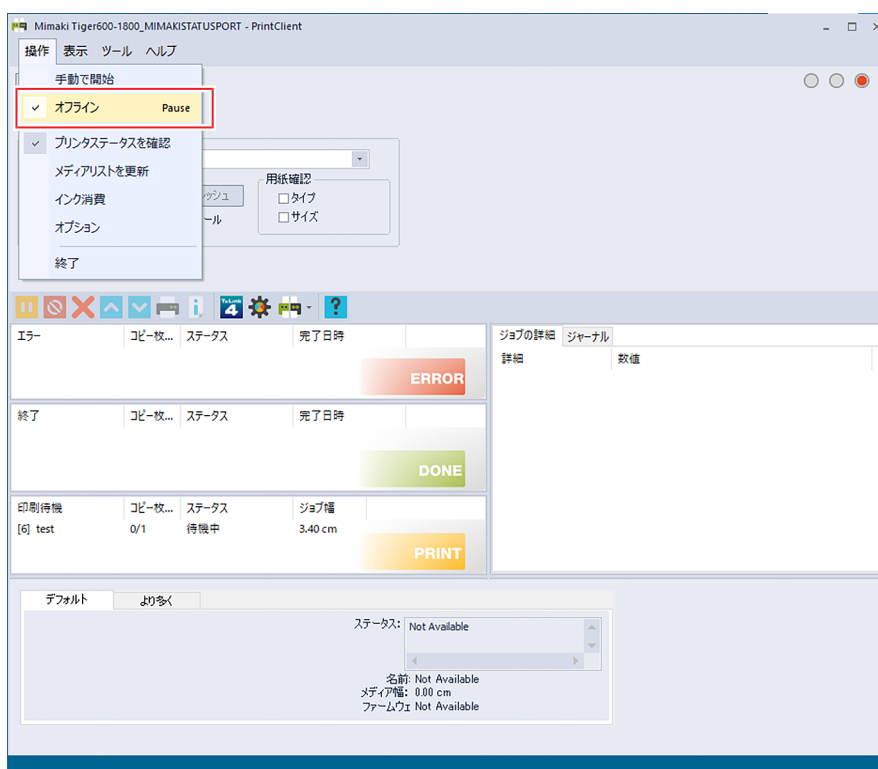 Mimaki Tiger600-1800_MIMAKISTATUSPORT - PrintClient
操作 表示 ツール ヘルプ
手動で開始
オフライン Pause
プリンタステータスを確認
メディアリストを更新
インク消費
オプション
終了
ッシュ
ール
用紙確認
タイプ
サイズ
TxLink
4
?
エラー コピー枚... ステータス 完了日時
ERROR
終了 コピー枚... ステータス 完了日時
DONE
印刷待機 コピー枚... ステータス ジョブ幅
[6] test 0/1 待機中 3.40 cm
PRINT
ジョブの詳細 ジャーナル
詳細 数値
デフォルト より多く
ステータス: Not Available
名前: Not Available
メディア幅: 0.00 cm
ファームウェ Not Available